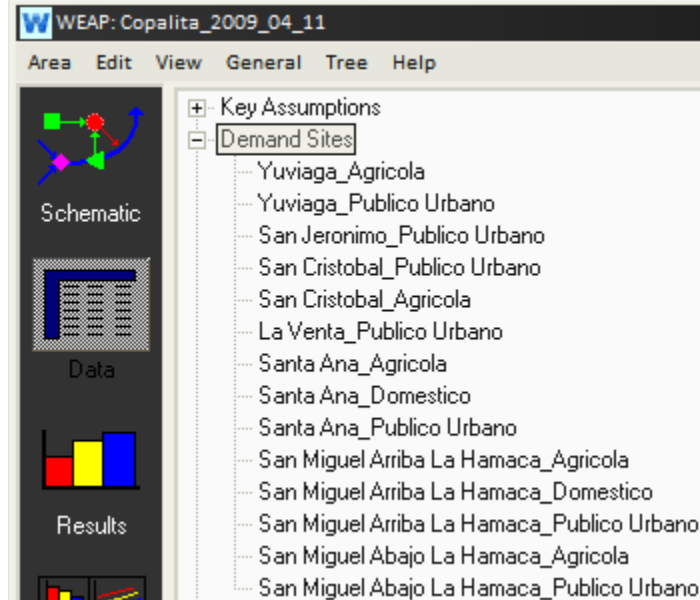 WEAP: Copalita_2009_04_11
Area Edit View General Tree Help
Key Assumptions
Demand Sites
Yuviaga_Agricola
Yuviaga_Publico Urbano
San Jeronimo_Publico Urbano
San Cristobal_Publico Urbano
San Cristobal_Agricola
La Venta_Publico Urbano
Santa Ana_Agricola
Santa Ana_Domestico
Santa Ana_Publico Urbano
San Miguel Arriba La Hamaca_Agricola
San Miguel Arriba La Hamaca_Domestico
San Miguel Arriba La Hamaca_Publico Urbano
San Miguel Abajo La Hamaca_Agricola
San Miguel Abajo La Hamaca_Publico Urbano
Schematic
Data
Results